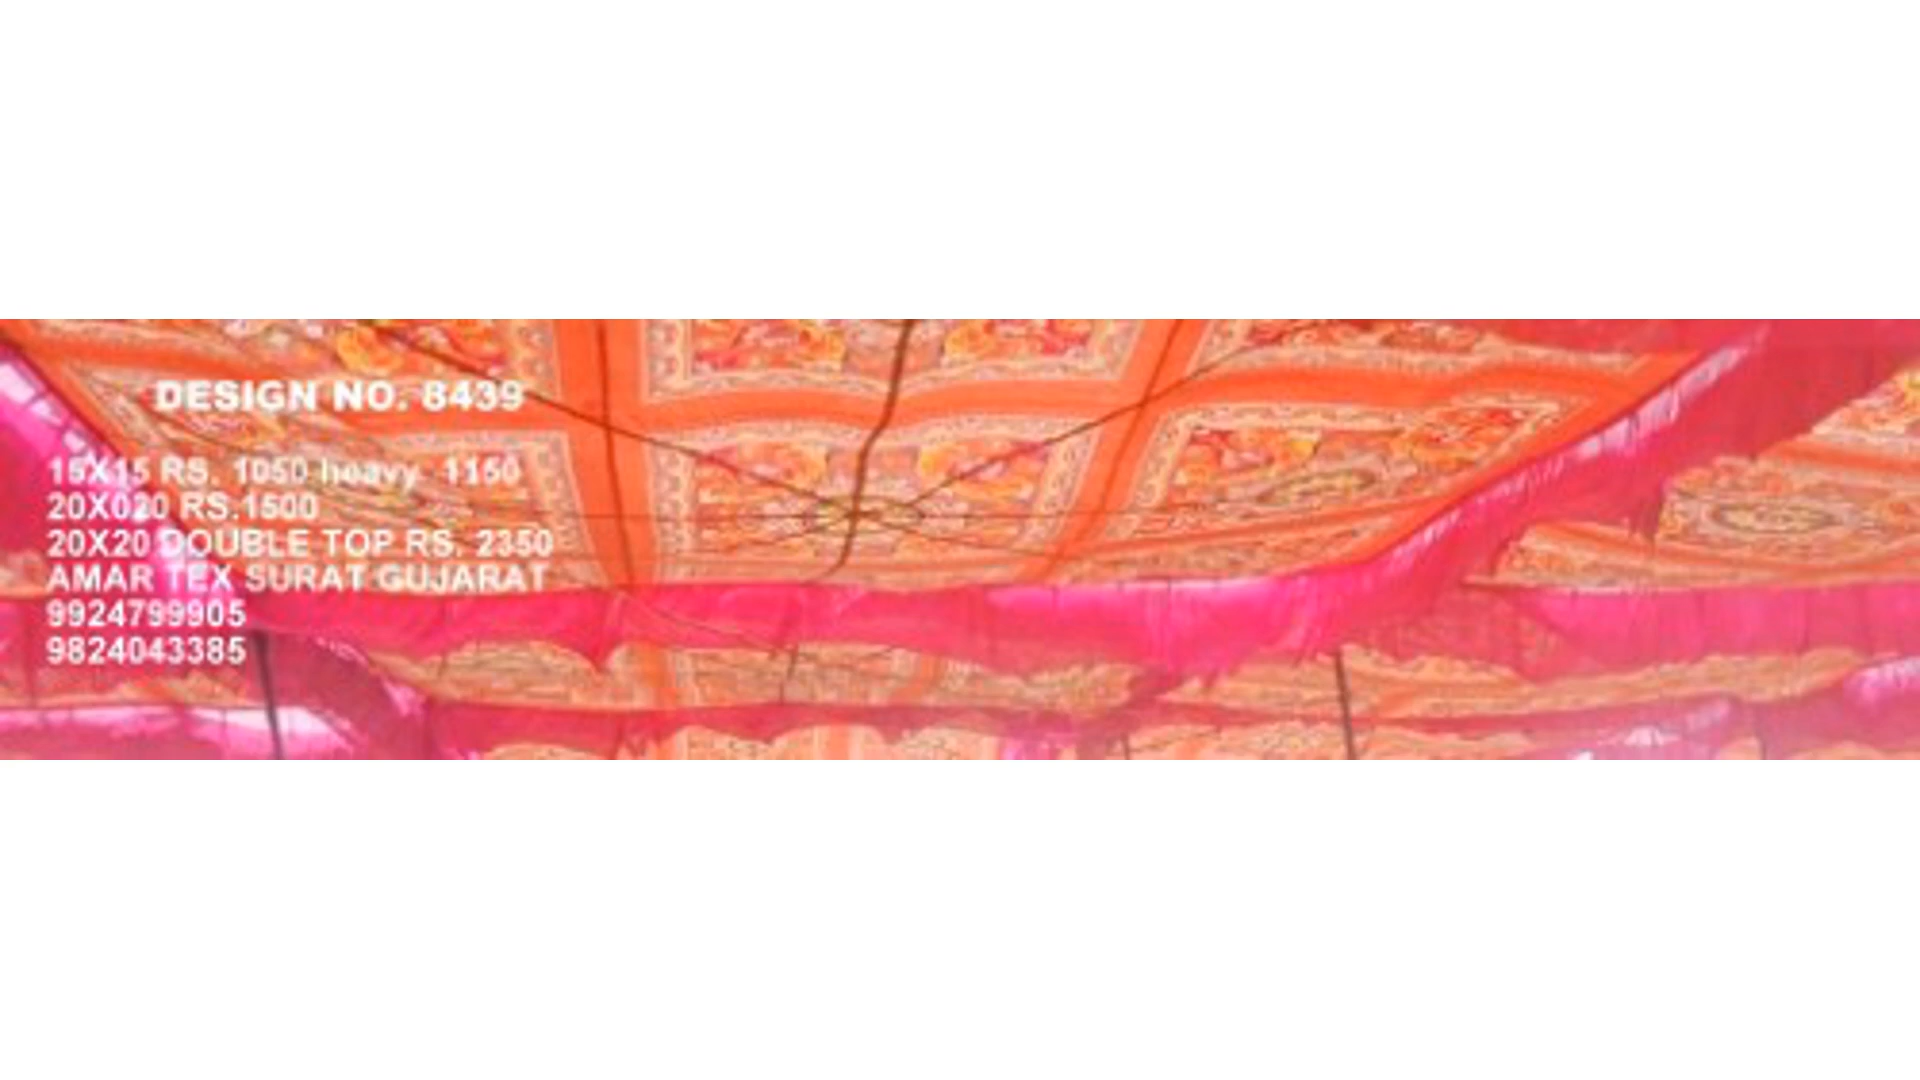 DESIGN NO. 8439
15X15 RS. 1050 heavy 1150
20X020 RS.1500
20X20 DOUBLE TOP RS. 2350
AMAR TEX SURAT GUJARAT
9924799905
9824043385